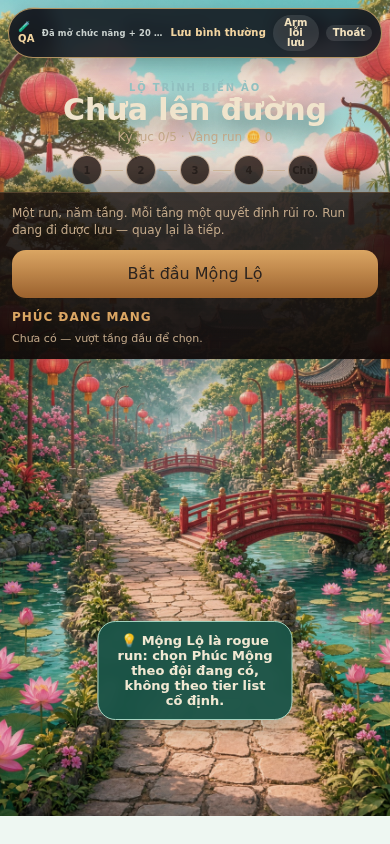 🧪 QA
Đã mở chức năng + 20 ...
Lưu bình thường
Arm lỗi lưu
Thoát
LỘ TRÌNH BIẾN ẢO
Chưa lên đường
Kỷ lục 0/5 · Vàng run 🪙 0
1 2 3 4 Chủ
Một run, năm tầng. Mỗi tầng một quyết định rủi ro. Run
đang đi được lưu — quay lại là tiếp.
Bắt đầu Mộng Lộ
PHÚC ĐANG MANG
Chưa có — vượt tầng đầu để chọn.
💡 Mộng Lộ là rogue
run: chọn Phúc Mộng
theo đội đang có,
không theo tier list
cố định.